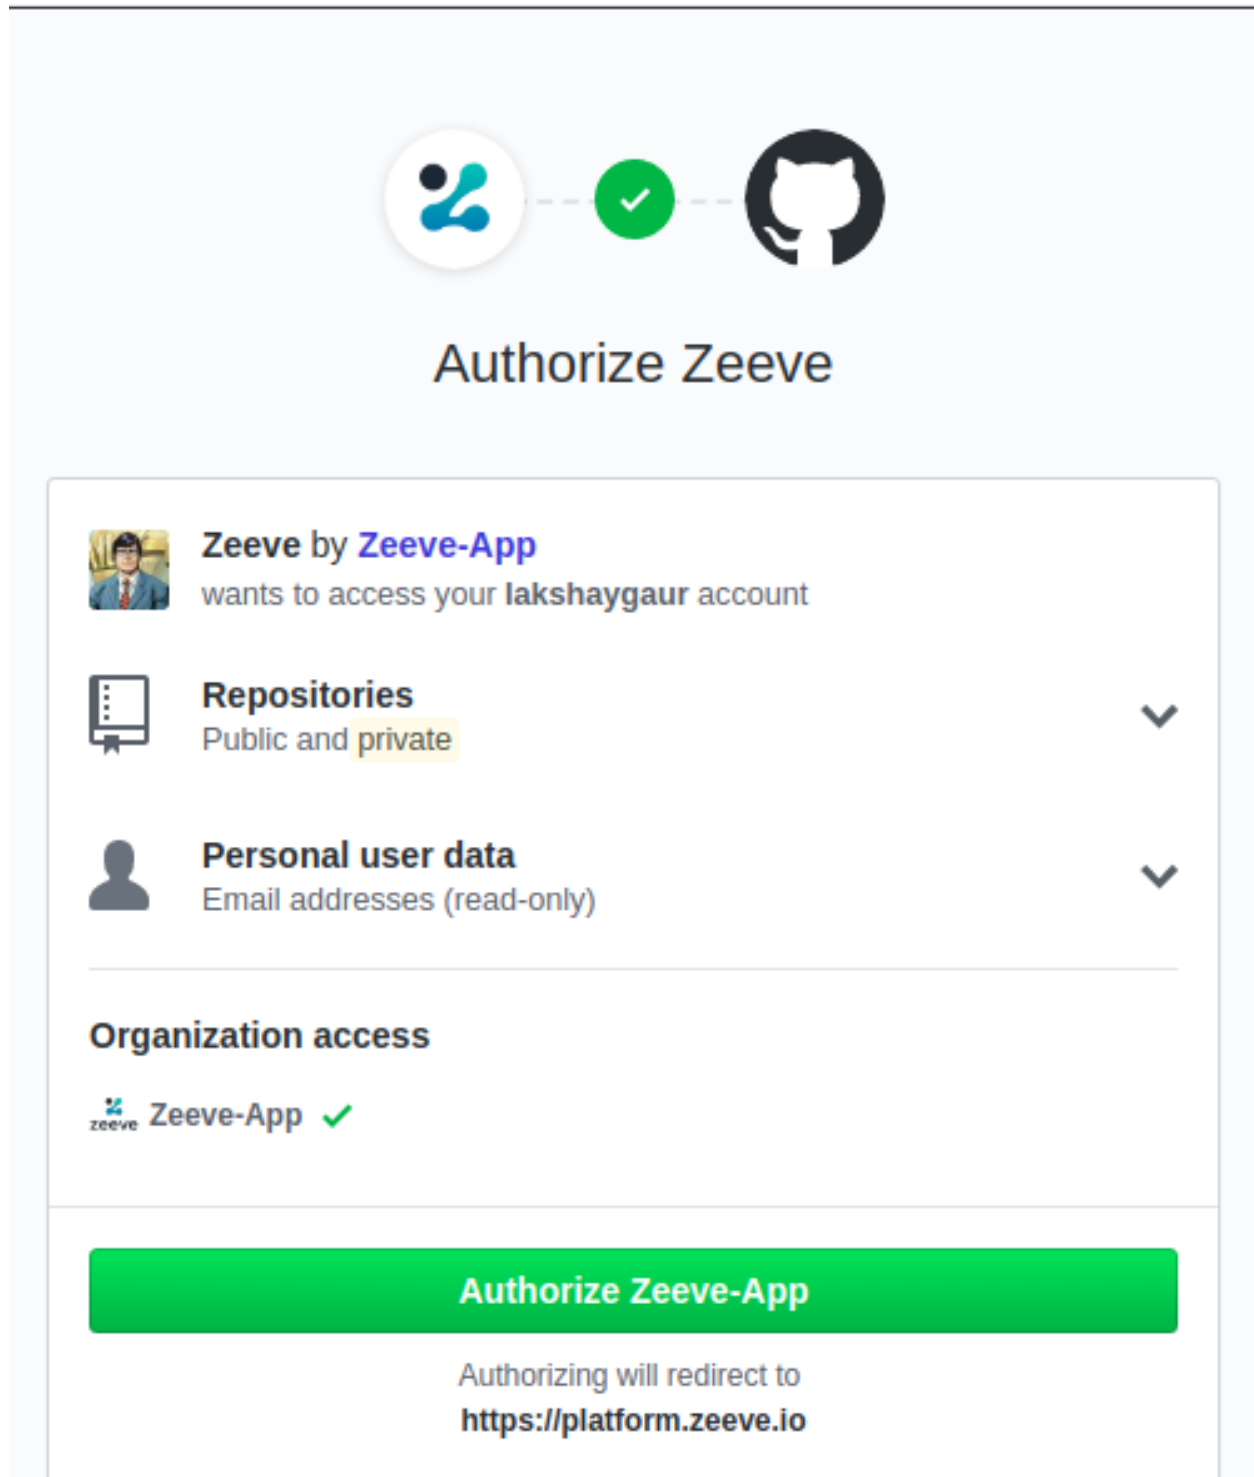 Authorize Zeeve
Zeeve by Zeeve-App
wants to access your lakshaygaur account
Repositories
Public and private
Personal user data
Email addresses (read-only)
Organization access
zeeve Zeeve-App
Authorize Zeeve-App
Authorizing will redirect to
https://platform.zeeve.io